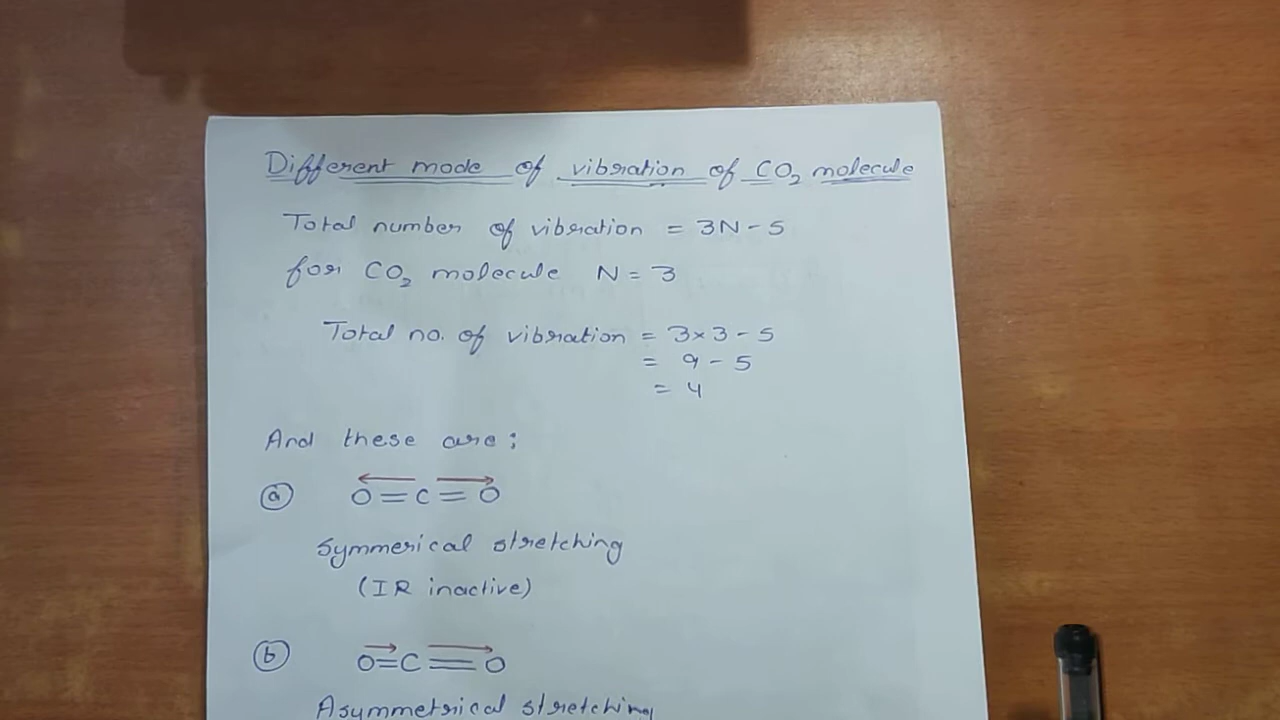 Different mode of vibration of CO₂ molecule
Total number of vibration = 3N - 5
for CO₂ molecule N = 3
Total no. of vibration = 3 × 3 - 5
= 9 - 5
= 4
And these are ;
ⓐ O = C = O
Symmerical stretching
(IR inactive)
ⓑ O = C = O
Asymmetrical stretching